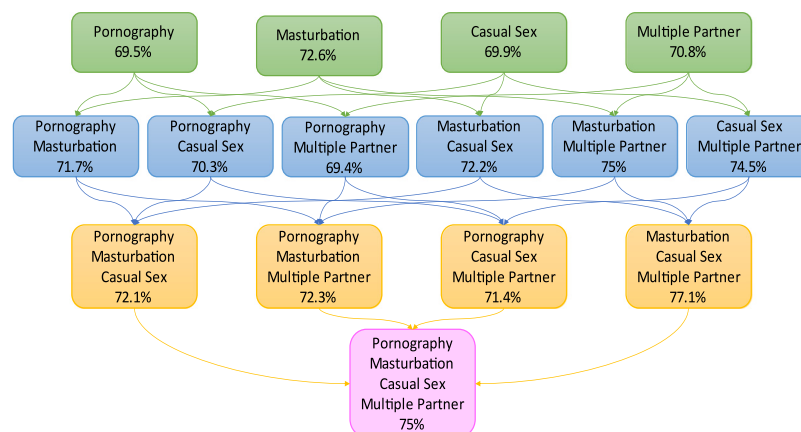 Pornography
69.5%
Masturbation
72.6%
Casual Sex
69.9%
Multiple Partner
70.8%
Pornography
Masturbation
71.7%
Pornography
Casual Sex
70.3%
Pornography
Multiple Partner
69.4%
Masturbation
Casual Sex
72.2%
Masturbation
Multiple Partner
75%
Casual Sex
Multiple Partner
74.5%
Pornography
Masturbation
Casual Sex
72.1%
Pornography
Masturbation
Multiple Partner
72.3%
Pornography
Casual Sex
Multiple Partner
71.4%
Masturbation
Casual Sex
Multiple Partner
77.1%
Pornography
Masturbation
Casual Sex
Multiple Partner
75%